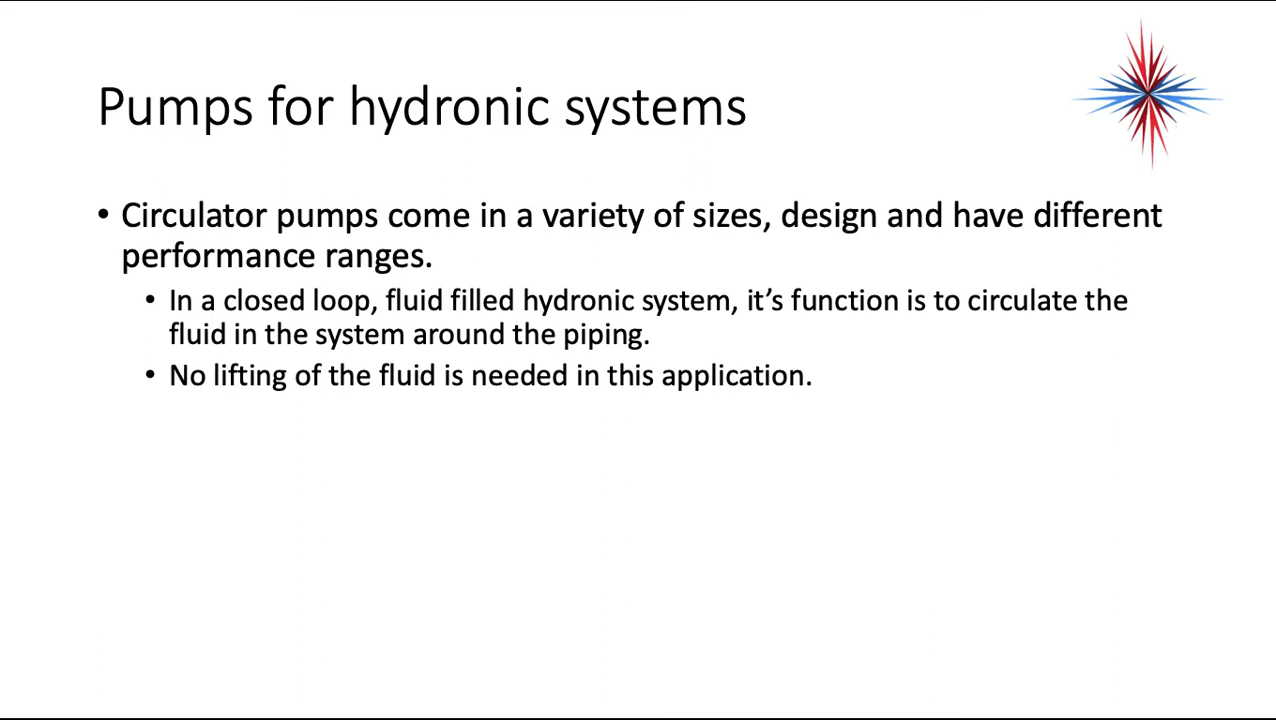 Pumps for hydronic systems
• Circulator pumps come in a variety of sizes, design and have different
performance ranges.
• In a closed loop, fluid filled hydronic system, it’s function is to circulate the
fluid in the system around the piping.
• No lifting of the fluid is needed in this application.